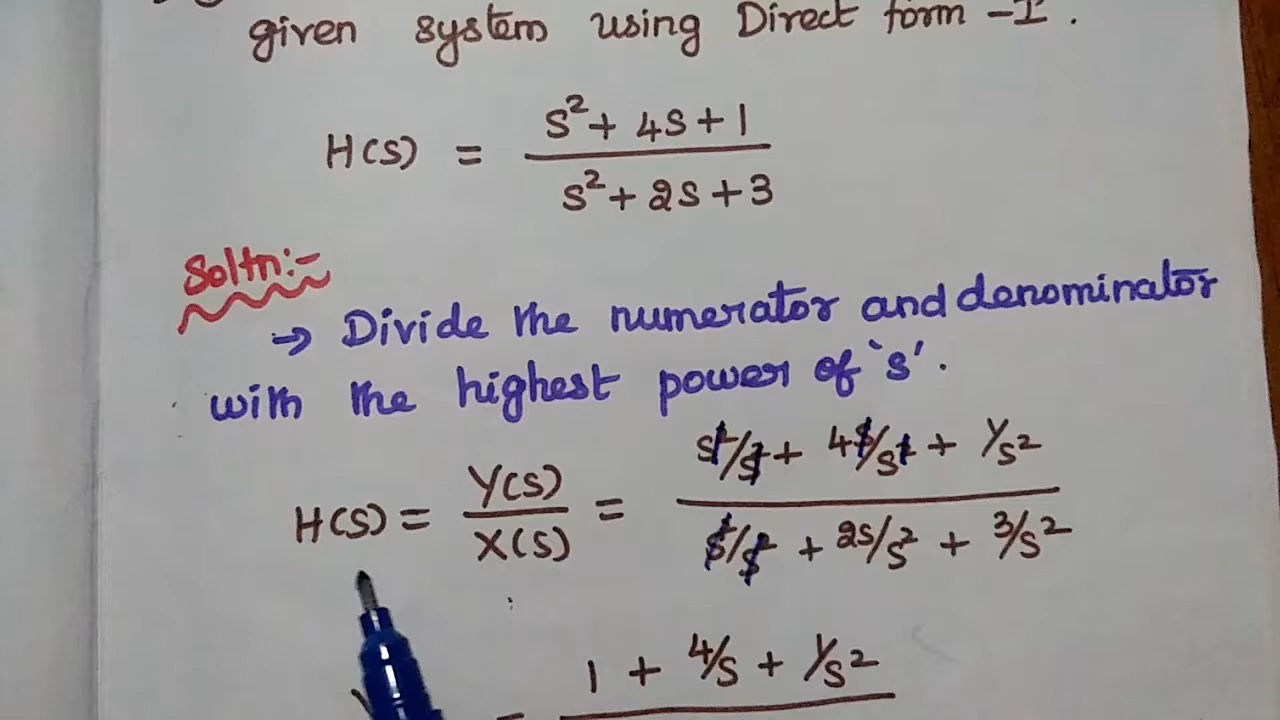 given system using Direct form -I.
H(s) = s²+ 4s+1 / s²+ 2s+3
Soltn:-
→ Divide the numerator and denominator
with the highest power of 's'.
H(s) = Y(s)/X(s) = s²/s² + 4s/s² + 1/s² / s²/s² + 2s/s² + 3/s²
= 1 + 4/s + 1/s²